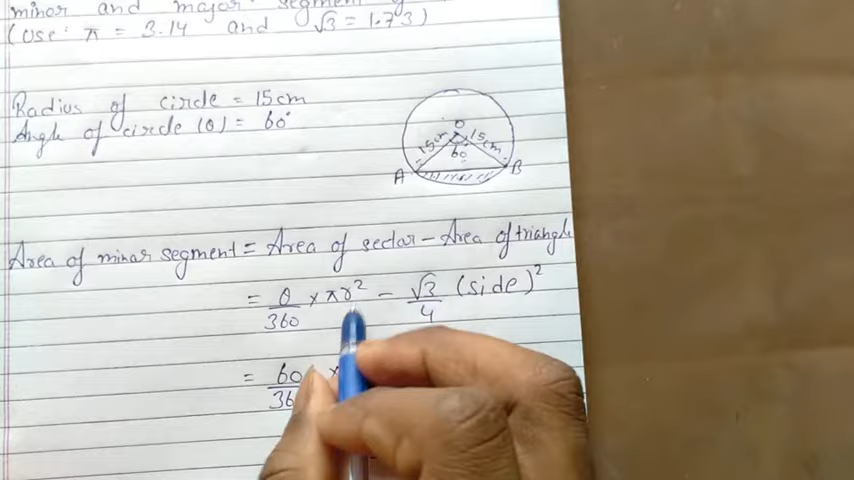 minor and major segment
(Use: π = 3.14 and √3 = 1.73)
Radius of circle = 15cm
Angle of circle (θ) = 60°
O
15cm 15cm
60
A B
Area of minar segment = Area of sector - Area of triangle
= θ/360 × πr² - √3/4 (side)²
= 60/36